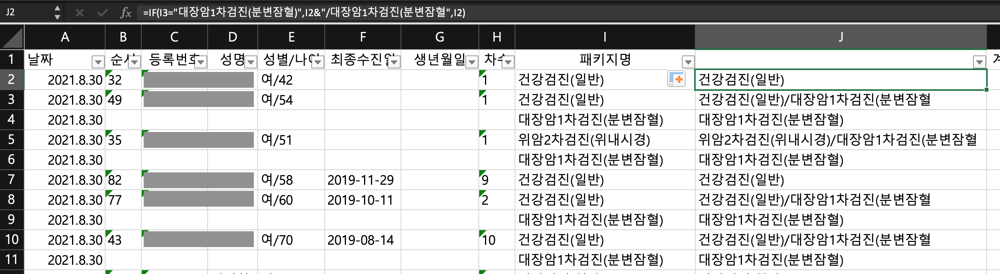 J2 fx =IF(I3="대장암1차검진(분변잠혈)",I2&"/대장암1차검진(분변잠혈",I2)
A B C D E F G H I J
1 날짜 등록번호 성명 성별/나이 최종수진일 생년월일 차수 패키지명
2 2021.8.30 32 여/42 1 건강검진(일반) 건강검진(일반)
3 2021.8.30 49 여/54 1 건강검진(일반) 건강검진(일반)/대장암1차검진(분변잠혈
4 2021.8.30 대장암1차검진(분변잠혈) 대장암1차검진(분변잠혈)
5 2021.8.30 35 여/51 1 위암2차검진(위내시경) 위암2차검진(위내시경)/대장암1차검진(분변잠혈
6 2021.8.30 대장암1차검진(분변잠혈) 대장암1차검진(분변잠혈)
7 2021.8.30 82 여/58 2019-11-29 9 건강검진(일반) 건강검진(일반)
8 2021.8.30 77 여/60 2019-10-11 2 건강검진(일반) 건강검진(일반)/대장암1차검진(분변잠혈
9 2021.8.30 대장암1차검진(분변잠혈) 대장암1차검진(분변잠혈)
10 2021.8.30 43 여/70 2019-08-14 10 건강검진(일반) 건강검진(일반)/대장암1차검진(분변잠혈
11 2021.8.30 대장암1차검진(분변잠혈) 대장암1차검진(분변잠혈)